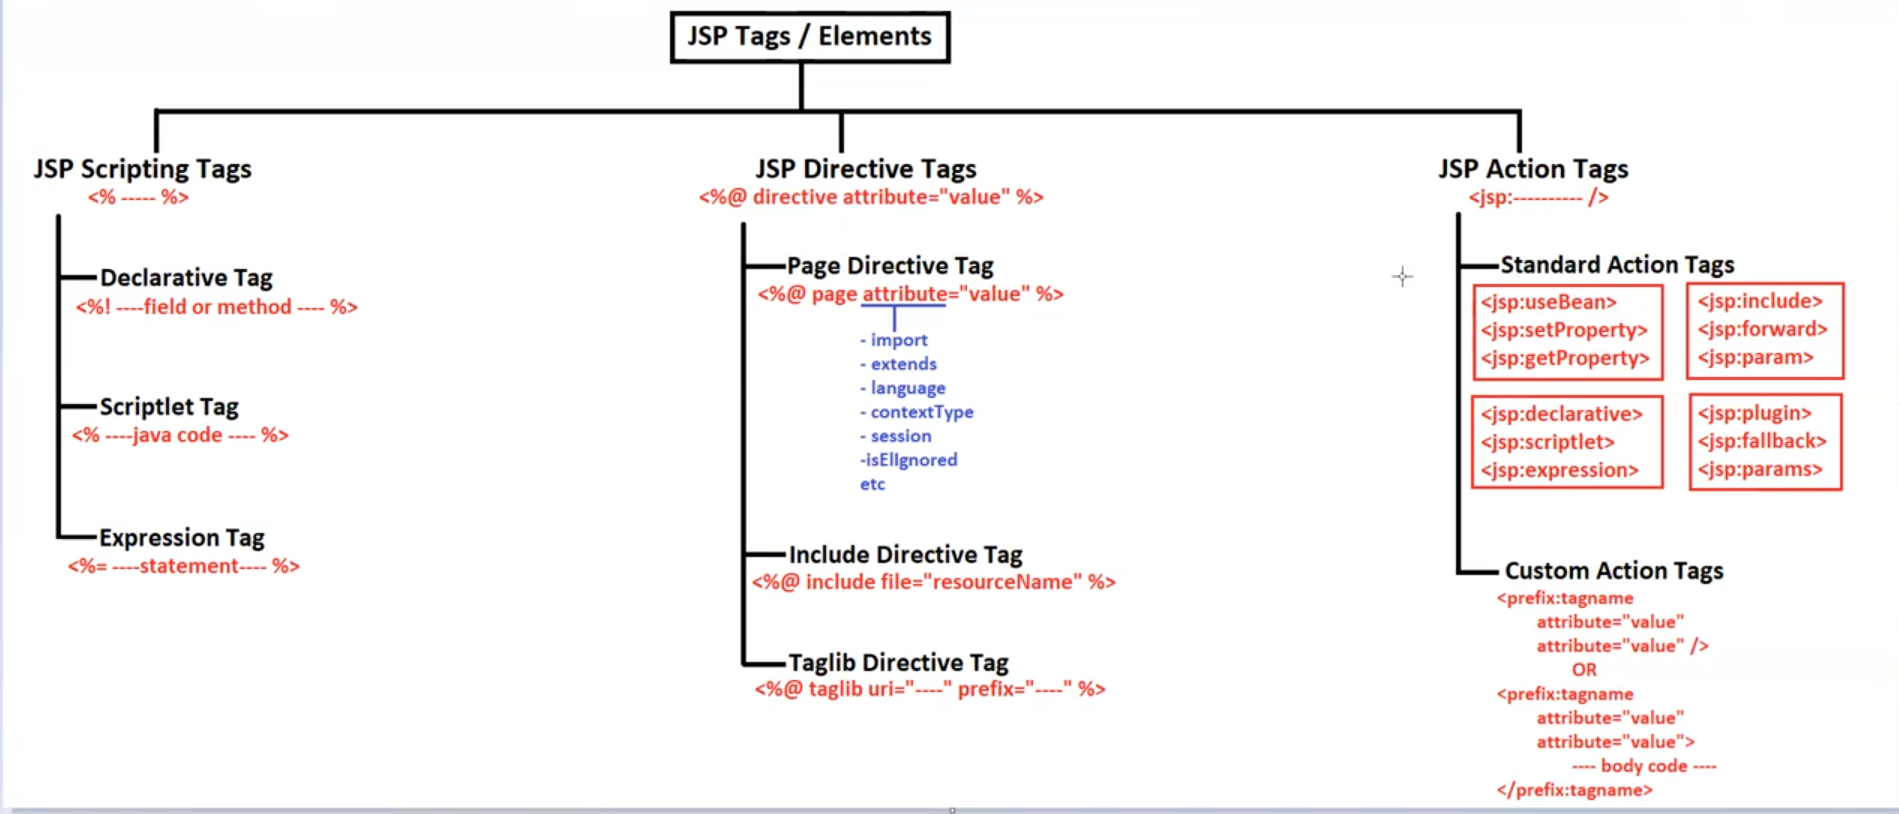 JSP Tags / Elements
JSP Scripting Tags
<% ----- %>
Declarative Tag
<%! ----field or method ---- %>
Scriptlet Tag
<% ----java code ---- %>
Expression Tag
<%= ----statement---- %>
JSP Directive Tags
<%@ directive attribute="value" %>
Page Directive Tag
<%@ page attribute="value" %>
- import
- extends
- language
- contextType
- session
-isElIgnored
etc
Include Directive Tag
<%@ include file="resourceName" %>
Taglib Directive Tag
<%@ taglib uri="----" prefix="----" %>
JSP Action Tags
<jsp:---------- />
Standard Action Tags
<jsp:useBean>
<jsp:setProperty>
<jsp:getProperty>
<jsp:include>
<jsp:forward>
<jsp:param>
<jsp:declarative>
<jsp:scriptlet>
<jsp:expression>
<jsp:plugin>
<jsp:fallback>
<jsp:params>
Custom Action Tags
<prefix:tagname
attribute="value"
attribute="value" />
OR
<prefix:tagname
attribute="value"
attribute="value">
---- body code ----
</prefix:tagname>